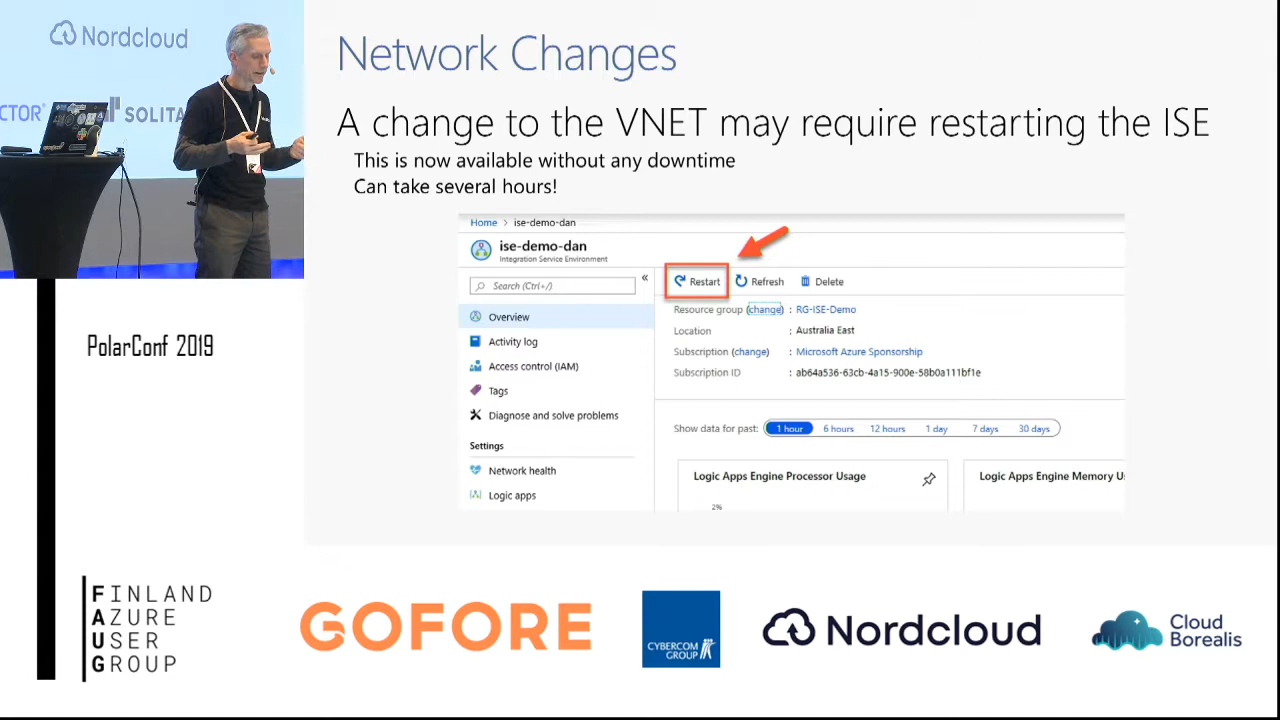 Nordcloud
CTOR
SOLITA
Network Changes
A change to the VNET may require restarting the ISE
This is now available without any downtime
Can take several hours!
Home > ise-demo-dan
ise-demo-dan
Integration Service Environment
Search (Ctrl+/)
«
Restart
Refresh
Delete
Overview
Activity log
Access control (IAM)
Tags
Diagnose and solve problems
Settings
Network health
Logic apps
Resource group (change) : RG-ISE-Demo
Location : Australia East
Subscription (change) : Microsoft Azure Sponsorship
Subscription ID : ab64a536-63cb-4a15-900e-58b0a111bf1e
Show data for past: 1 hour 6 hours 12 hours 1 day 7 days 30 days
Logic Apps Engine Processor Usage
2%
Logic Apps Engine Memory U
PolarConf 2019
FINLAND
AZURE
USER
GROUP
GOFORE
CYBERCOM
GROUP
Nordcloud
Cloud
Borealis